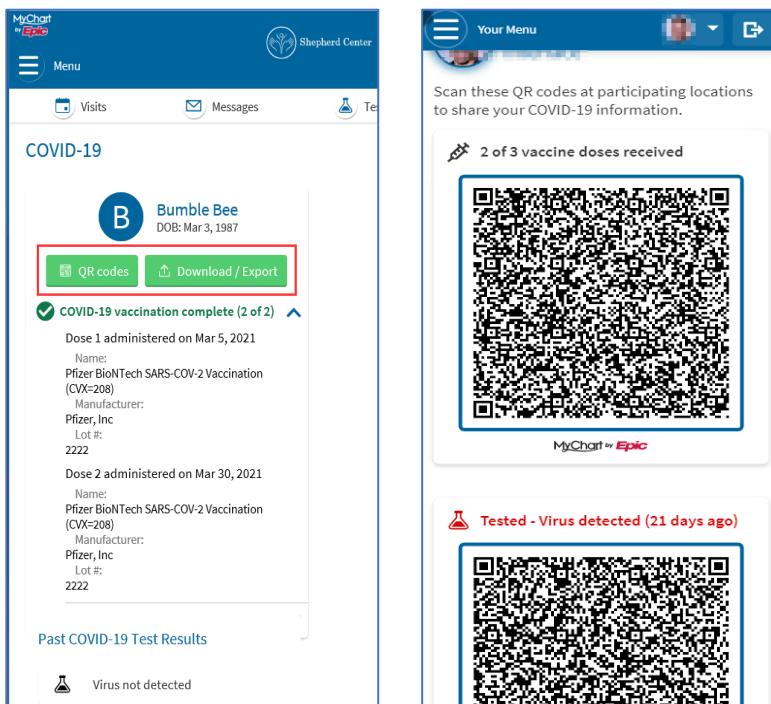 MyChart
by Epic
Shepherd Center
Menu
Visits
Messages
COVID-19
B
Bumble Bee
DOB: Mar 3, 1987
QR codes
Download / Export
COVID-19 vaccination complete (2 of 2)
Dose 1 administered on Mar 5, 2021
Name:
Pfizer BioNTech SARS-COV-2 Vaccination
(CVX=208)
Manufacturer:
Pfizer, Inc
Lot #:
2222
Dose 2 administered on Mar 30, 2021
Name:
Pfizer BioNTech SARS-COV-2 Vaccination
(CVX=208)
Manufacturer:
Pfizer, Inc
Lot #:
2222
Past COVID-19 Test Results
Virus not detected
Your Menu
Scan these QR codes at participating locations
to share your COVID-19 information.
2 of 3 vaccine doses received
MyChart by Epic
Tested - Virus detected (21 days ago)